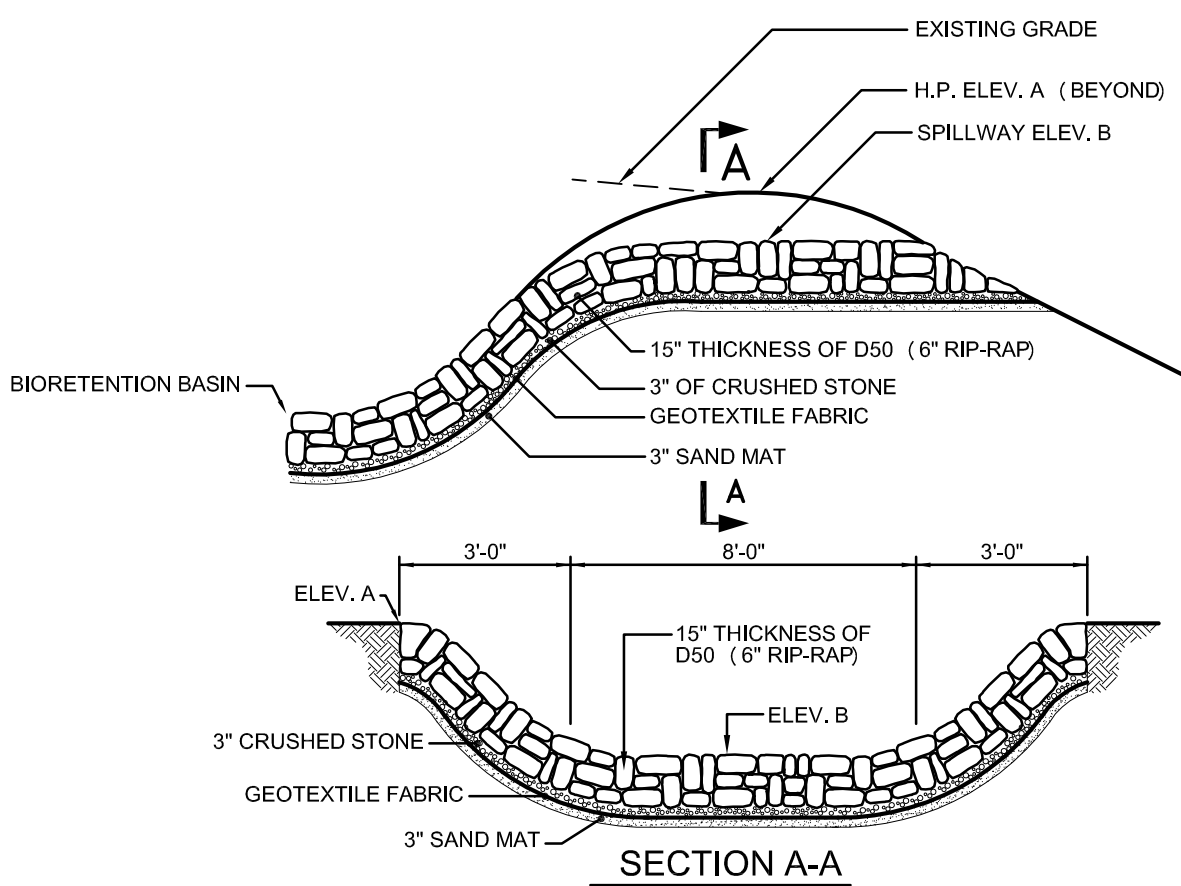 EXISTING GRADE
H.P. ELEV. A (BEYOND)
SPILLWAY ELEV. B
A
15" THICKNESS OF D50 (6" RIP-RAP)
BIORETENTION BASIN
3" OF CRUSHED STONE
GEOTEXTILE FABRIC
3" SAND MAT
A
3'-0" 8'-0" 3'-0"
ELEV. A
15" THICKNESS OF
D50 (6" RIP-RAP)
ELEV. B
3" CRUSHED STONE
GEOTEXTILE FABRIC
3" SAND MAT
SECTION A-A